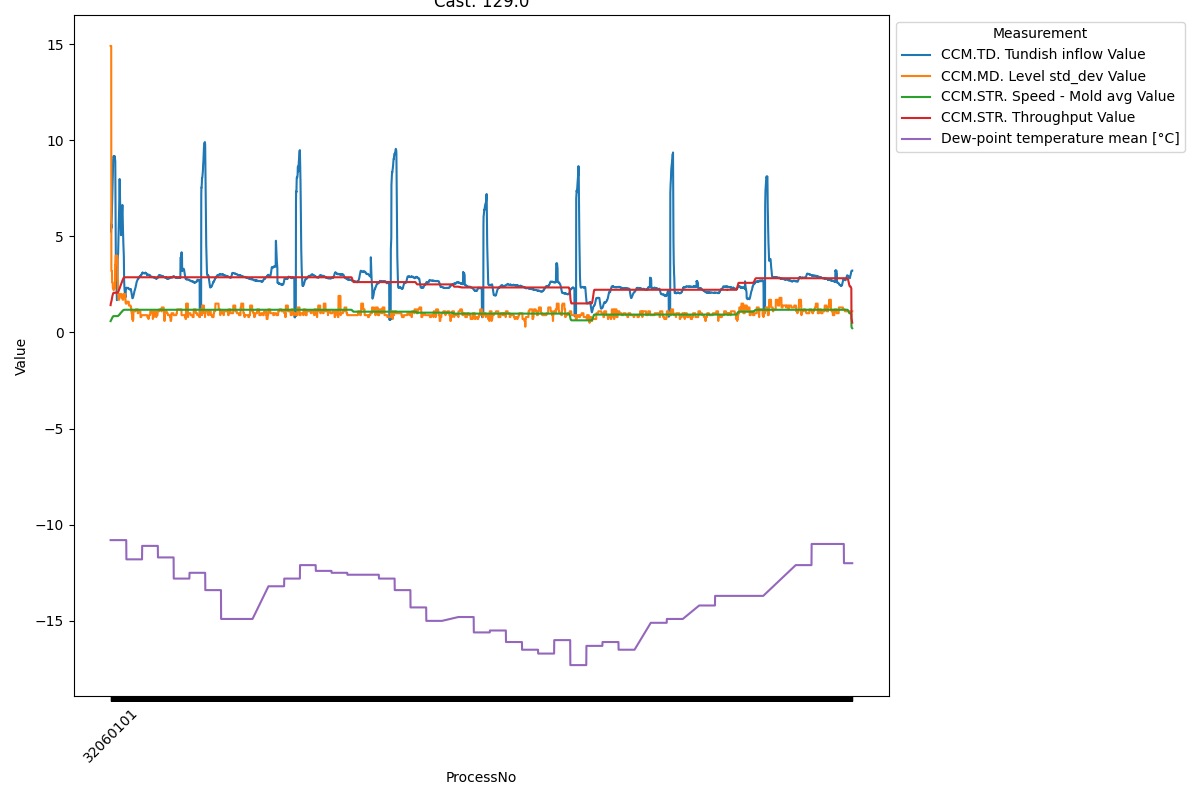 Cast: 129.0
Measurement
CCM.TD. Tundish inflow Value
CCM.MD. Level std_dev Value
CCM.STR. Speed - Mold avg Value
CCM.STR. Throughput Value
Dew-point temperature mean [°C]
15
10
5
0
−5
−10
−15
Value
32060101
ProcessNo